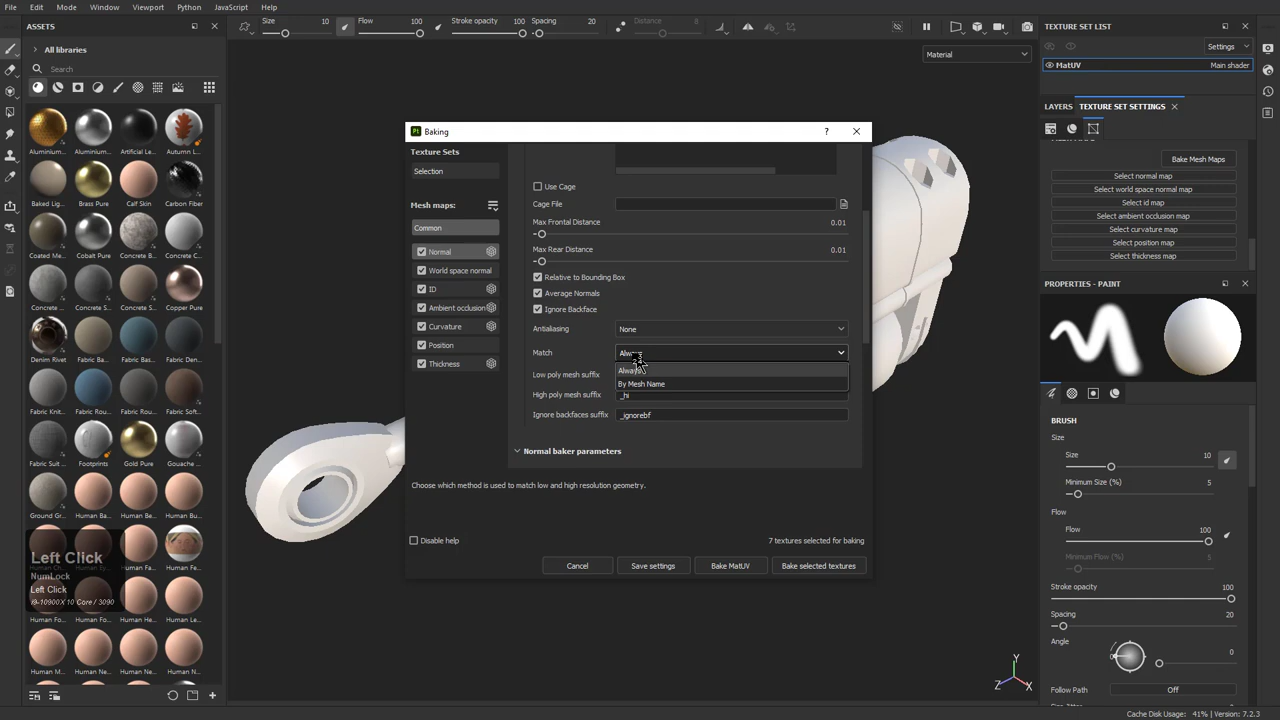 File Edit Mode Window Viewport Python JavaScript Help
ASSETS
Size 10 Flow 100 Stroke opacity 100 Spacing 20 Distance 8
All libraries
Search
Material
Aluminium... Aluminium... Artificial Le... Autumn L...
Baked Lig... Brass Pure Calf Skin Carbon Fiber
Coated Me... Cobalt Pure Concrete B... Concrete C...
Concrete ... Concrete S... Concrete S... Copper Pure
Denim Rivet Fabric Bam... Fabric Bas... Fabric Den...
Fabric Knit... Fabric Rou... Fabric Rou... Fabric Soft...
Fabric Suit ... Footprints Gold Pure Gouache ...
Ground Gr... Human Ba... Human Be... Human Bu...
Human Fa... Human Fe...
Human Fo... Human Fo... Human He... Human Le...
Human M... Human Ne... Human Ne... Human N...
Left Click
NumLock
Left Click
i9-10900X 10 Core / 3090
Pt Baking ?
Texture Sets
Selection
Mesh maps:
Common
Normal
World space normal
ID
Ambient occlusion
Curvature
Position
Thickness
Use Cage
Cage File
Max Frontal Distance 0.01
Max Rear Distance 0.01
Relative to Bounding Box
Average Normals
Ignore Backface
Antialiasing None
Match Always
Always
By Mesh Name
Low poly mesh suffix
High poly mesh suffix _hi
Ignore backfaces suffix _ignorebf
Normal baker parameters
Choose which method is used to match low and high resolution geometry.
Disable help 7 textures selected for baking
Cancel Save settings Bake MatUV Bake selected textures
Y
Z X
TEXTURE SET LIST
Settings
MatUV Main shader
LAYERS TEXTURE SET SETTINGS
Bake Mesh Maps
Select normal map
Select world space normal map
Select id map
Select ambient occlusion map
Select curvature map
Select position map
Select thickness map
PROPERTIES - PAINT
BRUSH
Size
Size 10
Minimum Size (%) 5
Flow
Flow 100
Minimum Flow (%) 5
Stroke opacity 100
Spacing 20
Angle
0
Follow Path Off
Cache Disk Usage: 41% | Version: 7.2.3